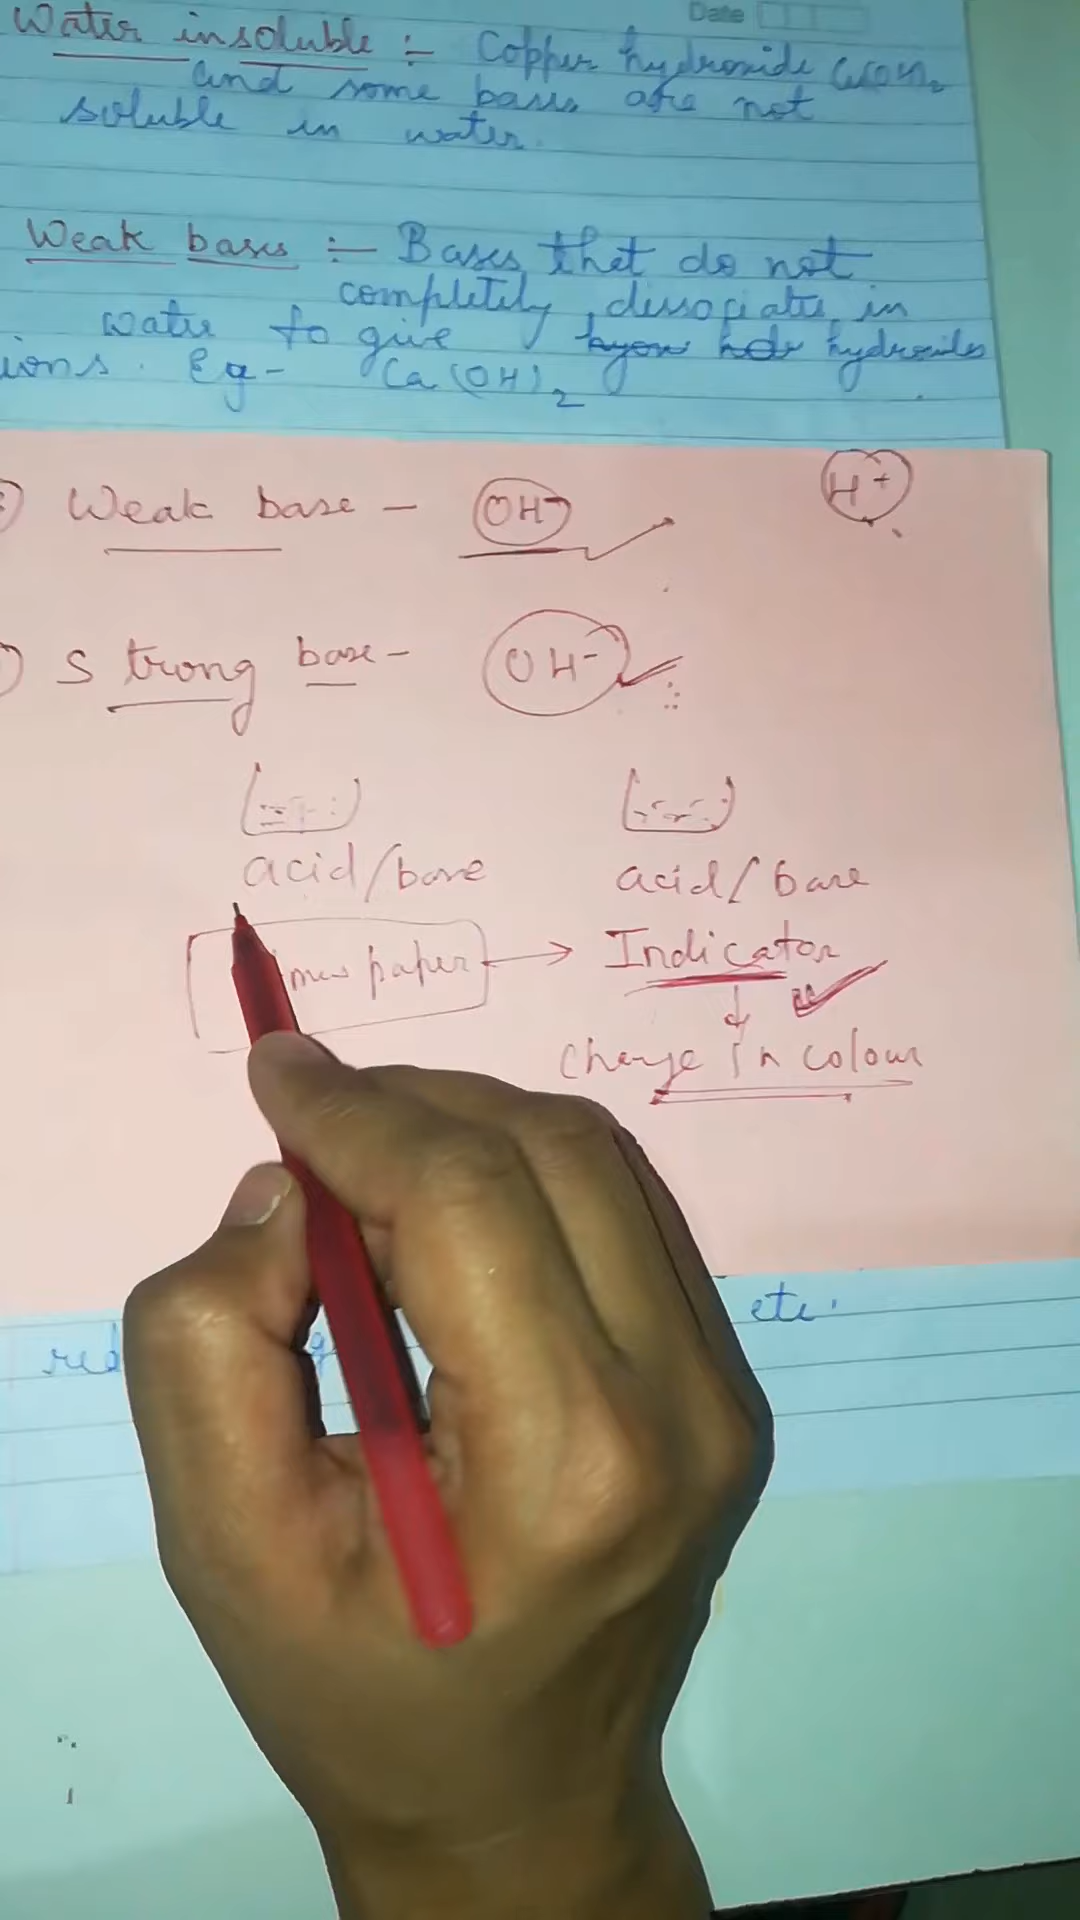 Date
Water insoluble :- Copper hydroxide
and some bases are not
soluble in water.
Weak bases :- Bases that do not
completely dissociate in
water to give hydroxides
ions. Eg- Ca(OH)2
Weak base - OH-
H+
Strong base - OH-
acid/base
acid/base
paper → Indicator
Change in colour
etc.
red